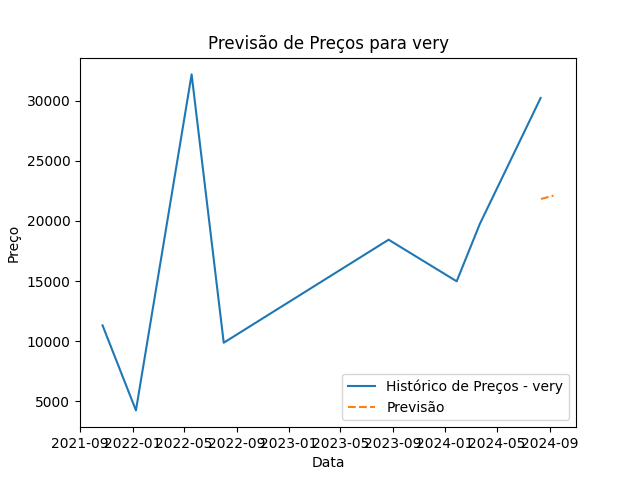 Previsão de Preços para very
Preço
30000
25000
20000
15000
10000
5000
Histórico de Preços - very
Previsão
2021-09 2022-01 2022-05 2022-09 2023-01 2023-05 2023-09 2024-01 2024-05 2024-09
Data